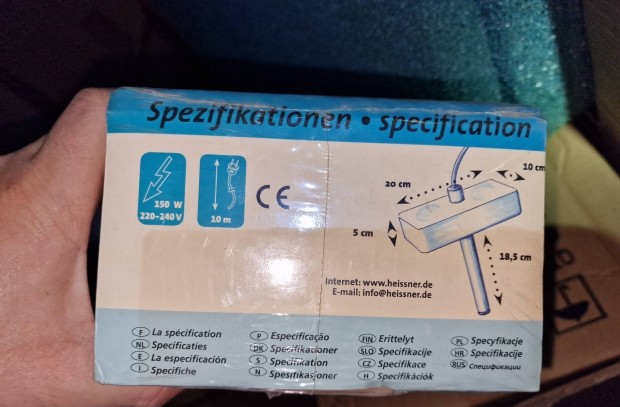 Spezifikationen • specification
150 W
220-240 V
10 m
CE
20 cm
10 cm
5 cm
18,5 cm
Internet: www.heissner.de
E-mail: info@heissner.de
F La spécification
NL Specificaties
E La especificación
I Specifiche
P Especificação
DK Specifikationer
S Specifikation
N Spesifikasjoner
FIN Erittelyt
SLO Specifikacije
CZ Specifikace
H Specifikációk
PL Specyfikacje
HR Specifikacije
RUS Спецификации